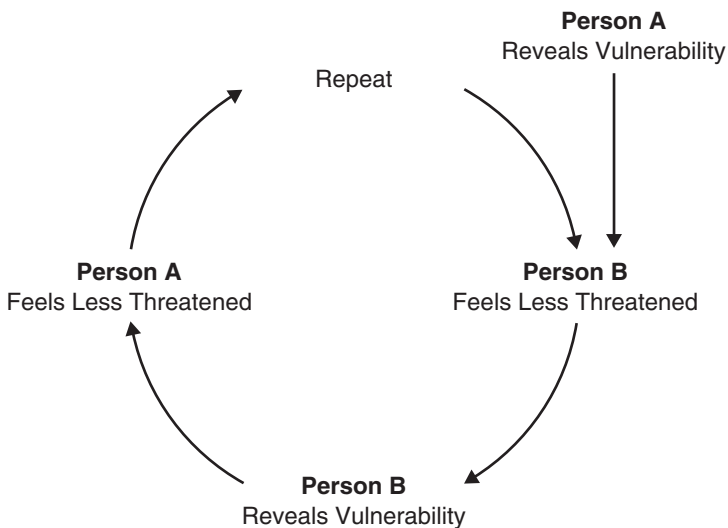 Person A
Reveals Vulnerability
Repeat
Person B
Feels Less Threatened
Person B
Reveals Vulnerability
Person A
Feels Less Threatened